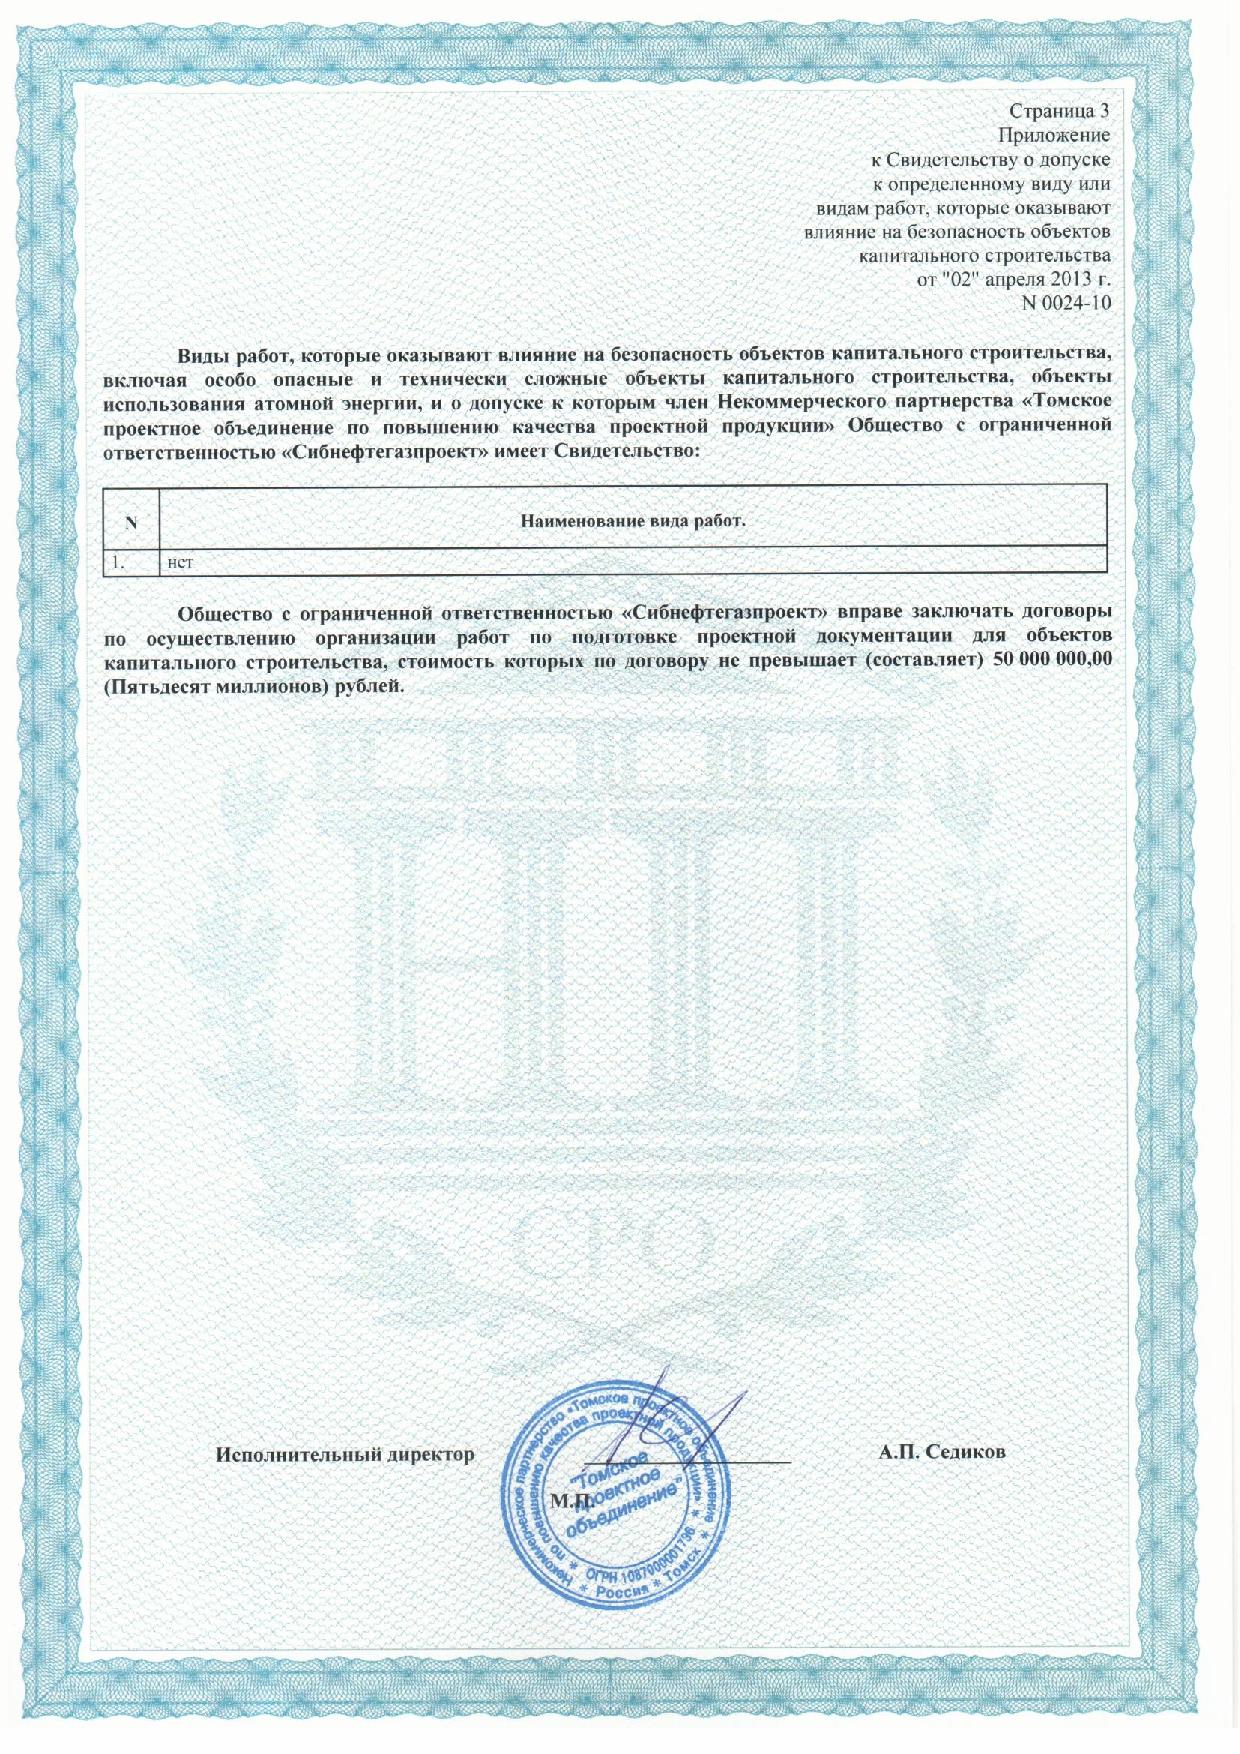 Страница 3
Приложение
к Свидетельству о допуске
к определенному виду или
видам работ, которые оказывают
влияние на безопасность объектов
капитального строительства
от "02" апреля 2013 г.
N 0024-10
Виды работ, которые оказывают влияние на безопасность объектов капитального строительства,
включая особо опасные и технически сложные объекты капитального строительства, объекты
использования атомной энергии, и о допуске к которым член Некоммерческого партнерства «Томское
проектное объединение по повышению качества проектной продукции» Общество с ограниченной
ответственностью «Сибнефтегазпроект» имеет Свидетельство:
N Наименование вида работ.
1. нет
Общество с ограниченной ответственностью «Сибнефтегазпроект» вправе заключать договоры
по осуществлению организации работ по подготовке проектной документации для объектов
капитального строительства, стоимость которых по договору не превышает (составляет) 50 000 000,00
(Пятьдесят миллионов) рублей.
НП
СРО
Исполнительный директор А.П. Седиков
М.П.
Некоммерческое партнерство «Томское проектное объединение
по повышению качества проектной продукции»
"Томское
проектное
объединение"
* ОГРН 1087000001796 *
* Россия * Томск *